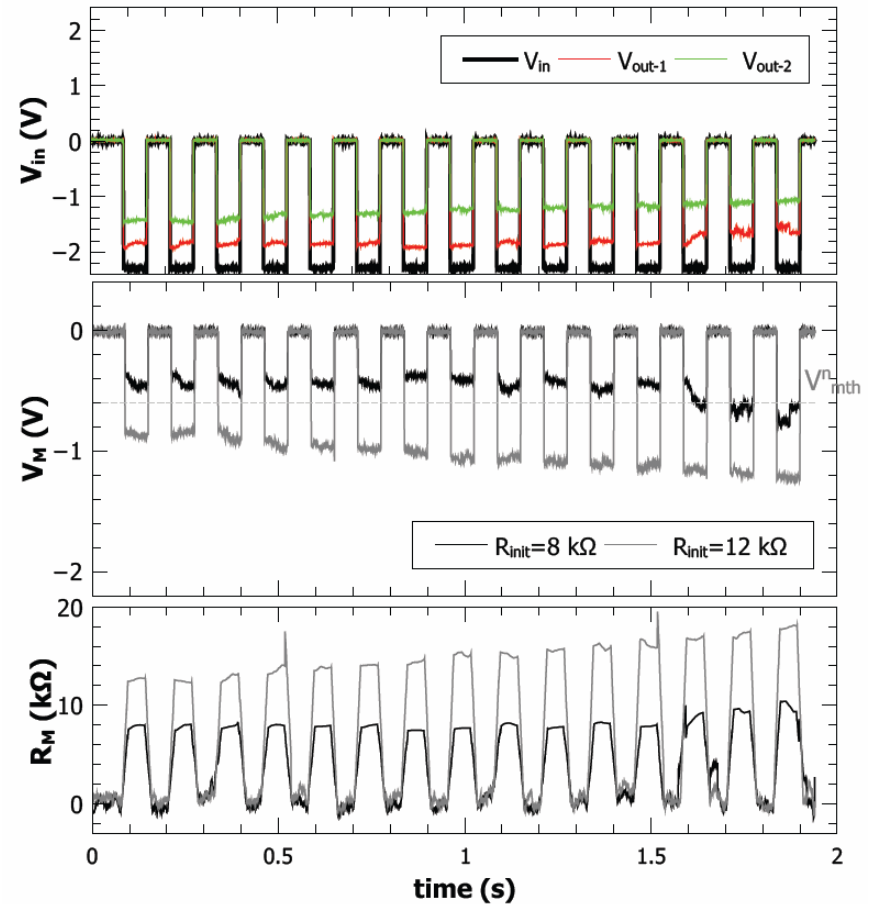 2
V_in V_out-1 V_out-2
1
0
−1
−2
V_in (V)
0
V^n_mth
−1
V_M (V)
R_init=8 kΩ R_init=12 kΩ
−2
20
10
R_M (kΩ)
0
0 0.5 1 1.5 2
time (s)